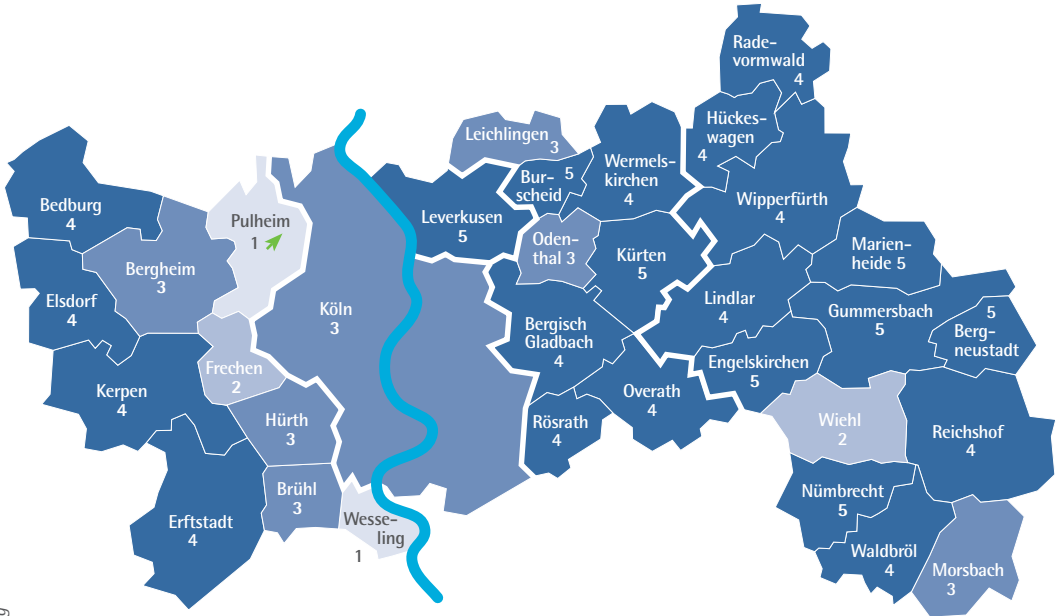 Rade-
vormwald
4
Hückes-
wagen
4
Leichlingen
3
Wermels-
kirchen
4
Bur-
scheid
5
Wipperfürth
4
Bedburg
4
Pulheim
1
Leverkusen
5
Oden-
thal 3
Kürten
5
Marien-
heide 5
Bergheim
3
Elsdorf
4
Köln
3
Lindlar
4
Gummersbach
5
5
Berg-
neustadt
Bergisch
Gladbach
4
Engelskirchen
5
Frechen
2
Kerpen
4
Overath
4
Hürth
3
Rösrath
4
Wiehl
2
Reichshof
4
Brühl
3
Nümbrecht
5
Erftstadt
4
Wesse-
ling
1
Waldbröl
4
Morsbach
3